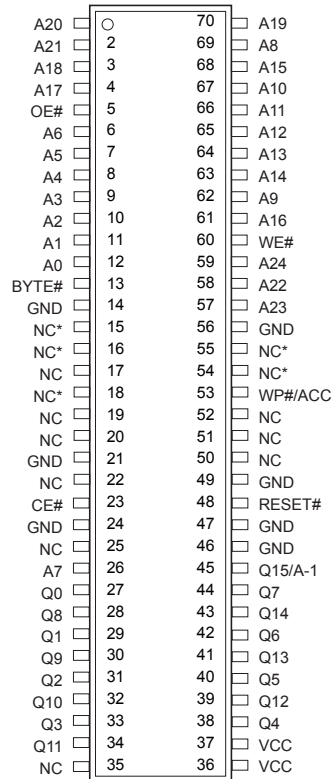 A20 70 A19
A21 2 69 A8
A18 3 68 A15
A17 4 67 A10
OE# 5 66 A11
A6 6 65 A12
A5 7 64 A13
A4 8 63 A14
A3 9 62 A9
A2 10 61 A16
A1 11 60 WE#
A0 12 59 A24
BYTE# 13 58 A22
GND 14 57 A23
NC* 15 56 GND
NC* 16 55 NC*
NC 17 54 NC*
NC* 18 53 WP#/ACC
NC 19 52 NC
NC 20 51 NC
GND 21 50 NC
NC 22 49 GND
CE# 23 48 RESET#
GND 24 47 GND
NC 25 46 GND
A7 26 45 Q15/A-1
Q0 27 44 Q7
Q8 28 43 Q14
Q1 29 42 Q6
Q9 30 41 Q13
Q2 31 40 Q5
Q10 32 39 Q12
Q3 33 38 Q4
Q11 34 37 VCC
NC 35 36 VCC